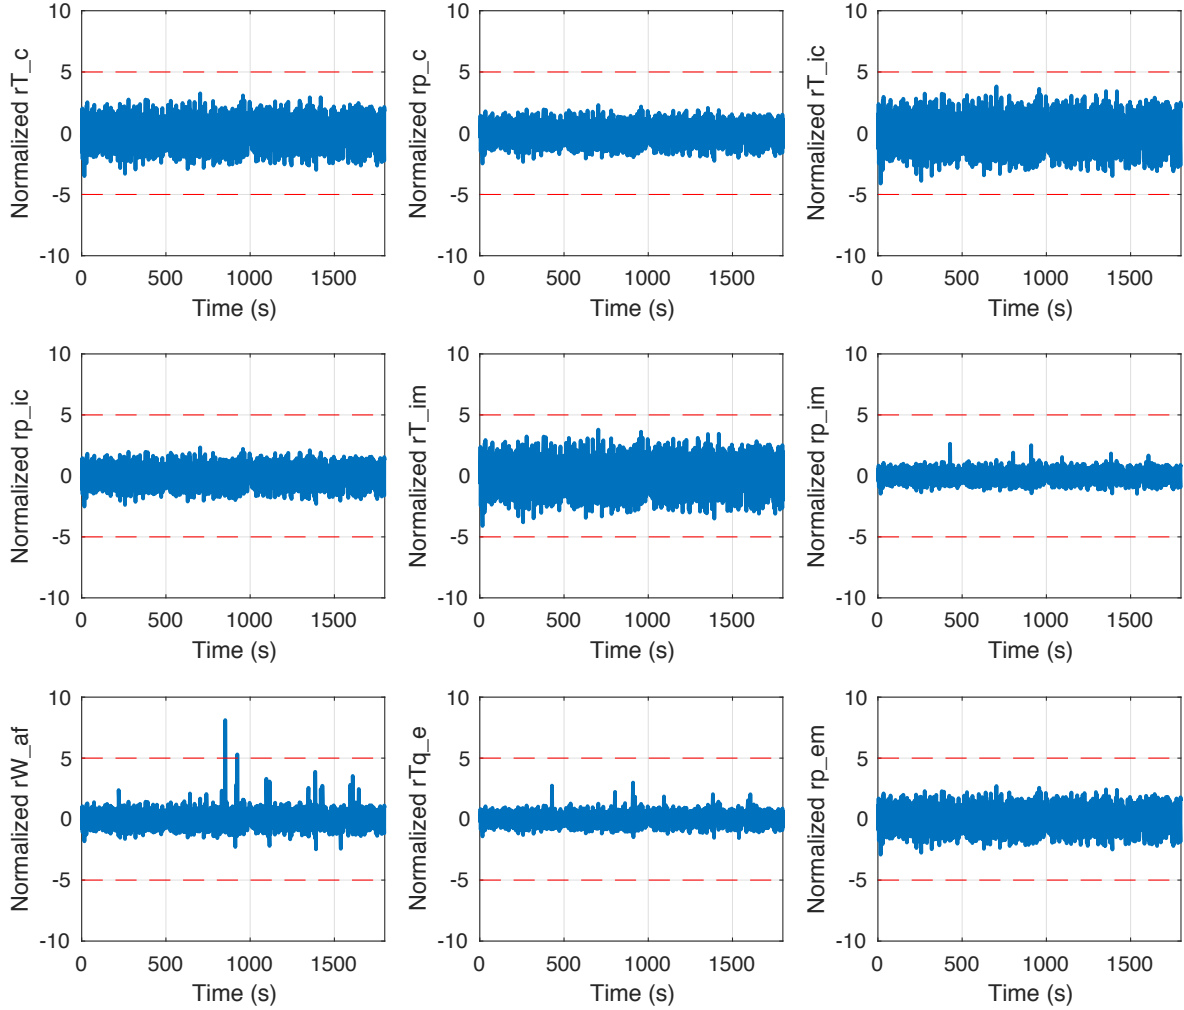 Normalized rT_c
10
5
0
-5
-10
0 500 1000 1500
Time (s)
Normalized rp_c
10
5
0
-5
-10
0 500 1000 1500
Time (s)
Normalized rT_ic
10
5
0
-5
-10
0 500 1000 1500
Time (s)
Normalized rp_ic
10
5
0
-5
-10
0 500 1000 1500
Time (s)
Normalized rT_im
10
5
0
-5
-10
0 500 1000 1500
Time (s)
Normalized rp_im
10
5
0
-5
-10
0 500 1000 1500
Time (s)
Normalized rW_af
10
5
0
-5
-10
0 500 1000 1500
Time (s)
Normalized rTq_e
10
5
0
-5
-10
0 500 1000 1500
Time (s)
Normalized rp_em
10
5
0
-5
-10
0 500 1000 1500
Time (s)